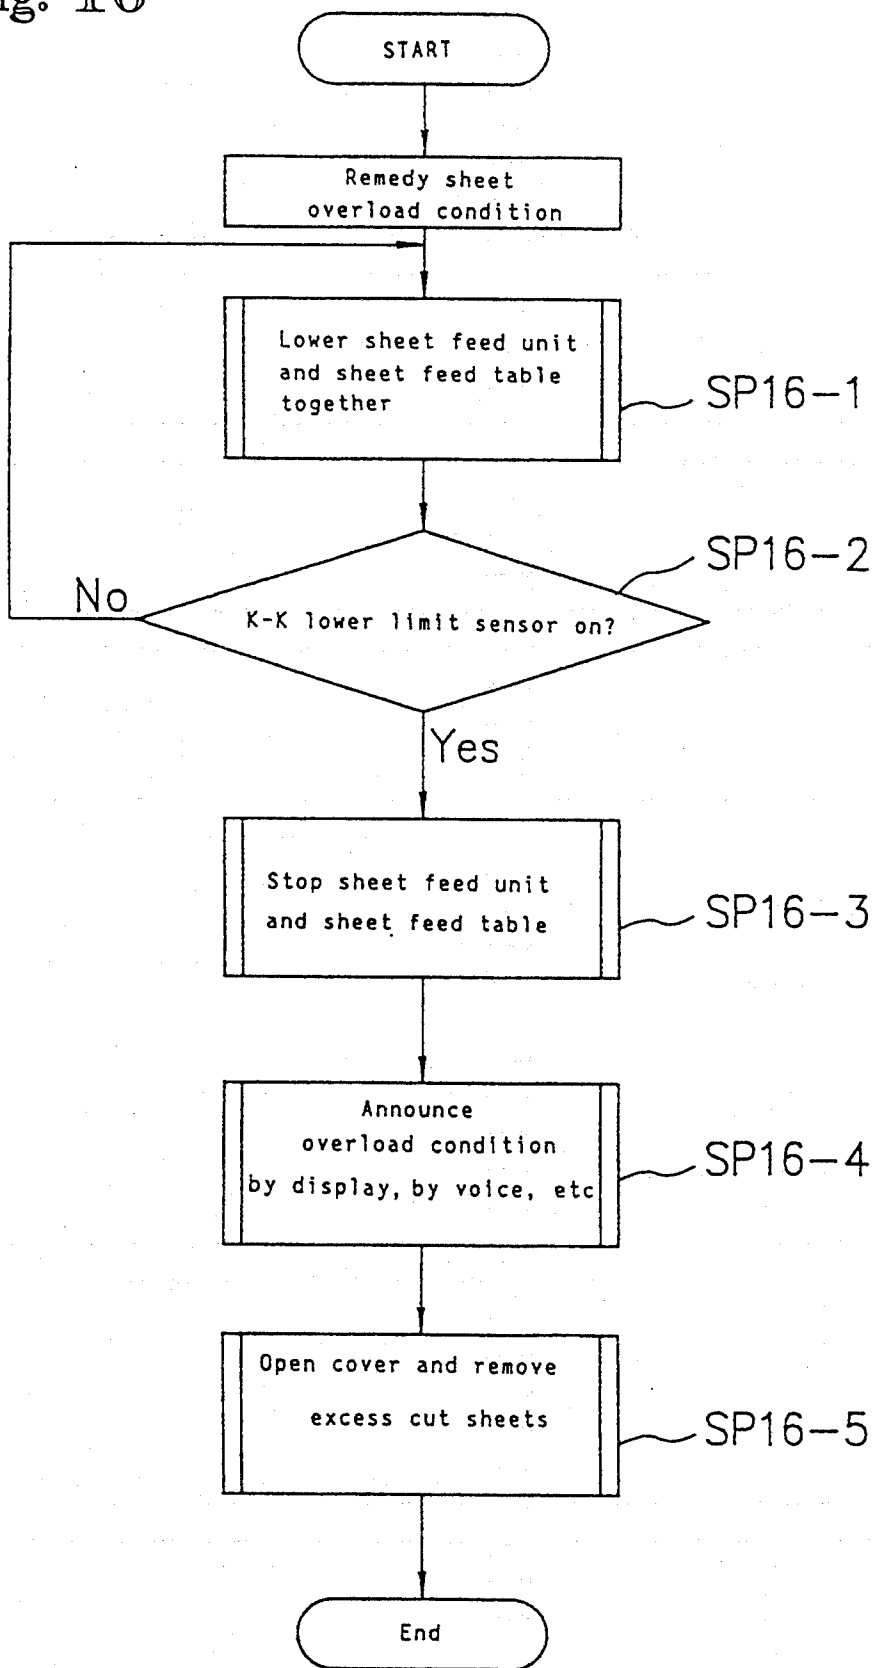 Fig. 16
START
Remedy sheet
overload condition
Lower sheet feed unit
and sheet feed table
together
SP16-1
SP16-2
No
K-K lower limit sensor on?
Yes
Stop sheet feed unit
and sheet feed table
SP16-3
Announce
overload condition
by display, by voice, etc
SP16-4
Open cover and remove
excess cut sheets
SP16-5
End